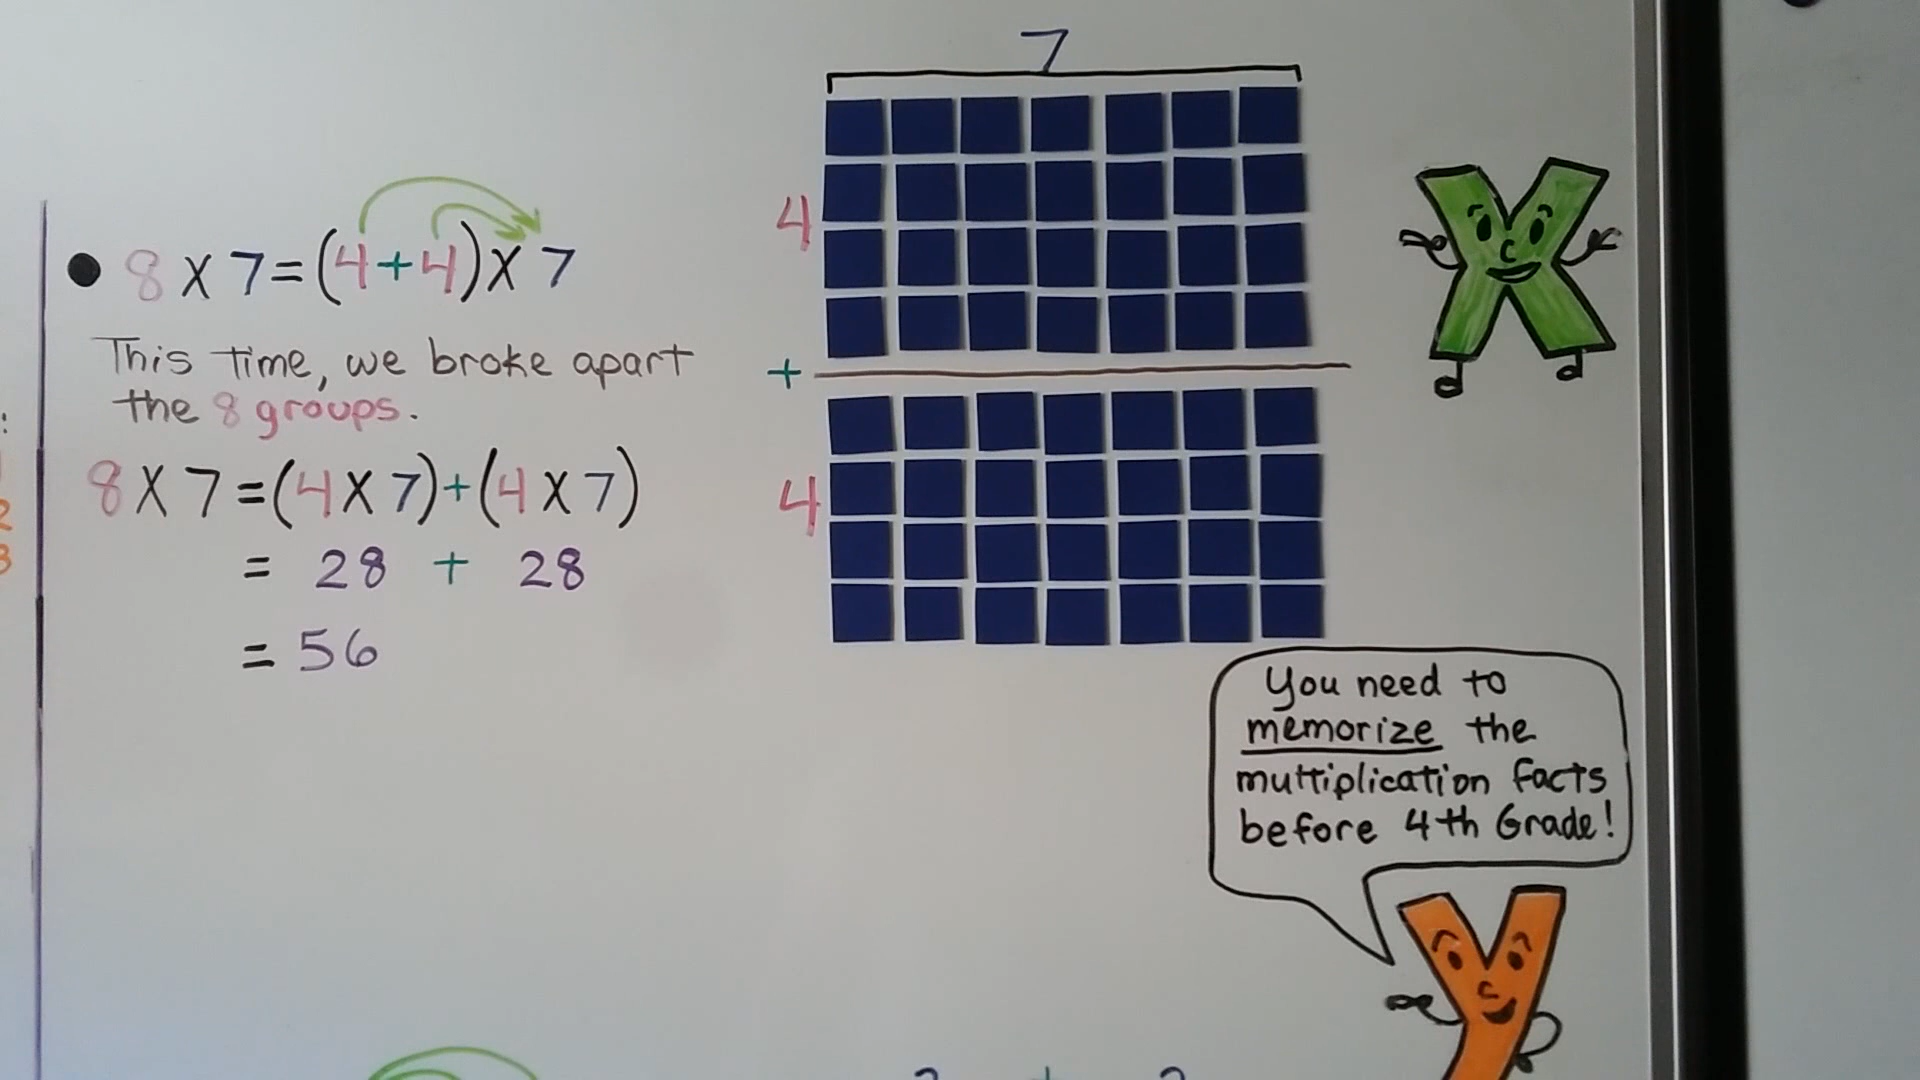 8 x 7 = (4+4) x 7
This time, we broke apart
the 8 groups.
8 x 7 = (4 x 7) + (4 x 7)
= 28 + 28
= 56
7
4
+
4
You need to
memorize the
multiplication facts
before 4th Grade!